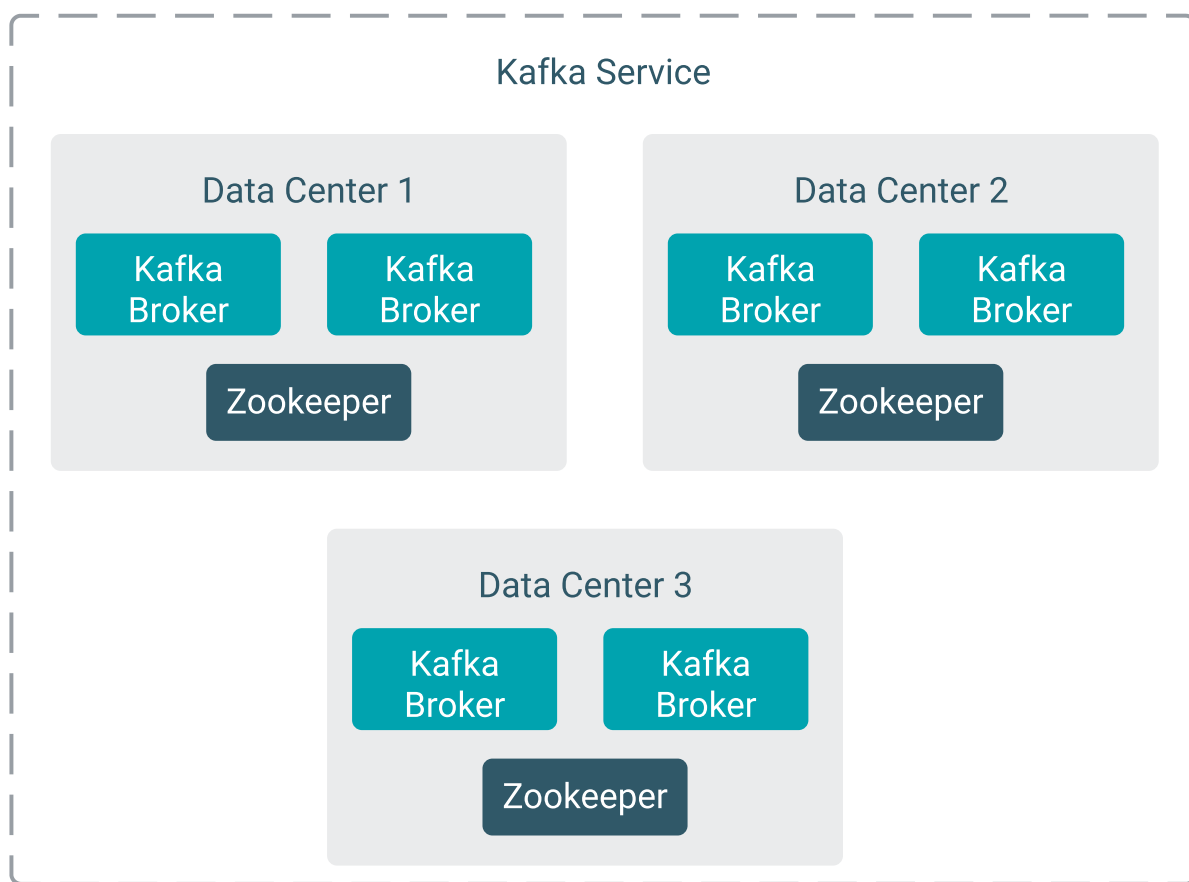 Kafka Service
Data Center 1
Kafka
Broker
Kafka
Broker
Zookeeper
Data Center 2
Kafka
Broker
Kafka
Broker
Zookeeper
Data Center 3
Kafka
Broker
Kafka
Broker
Zookeeper